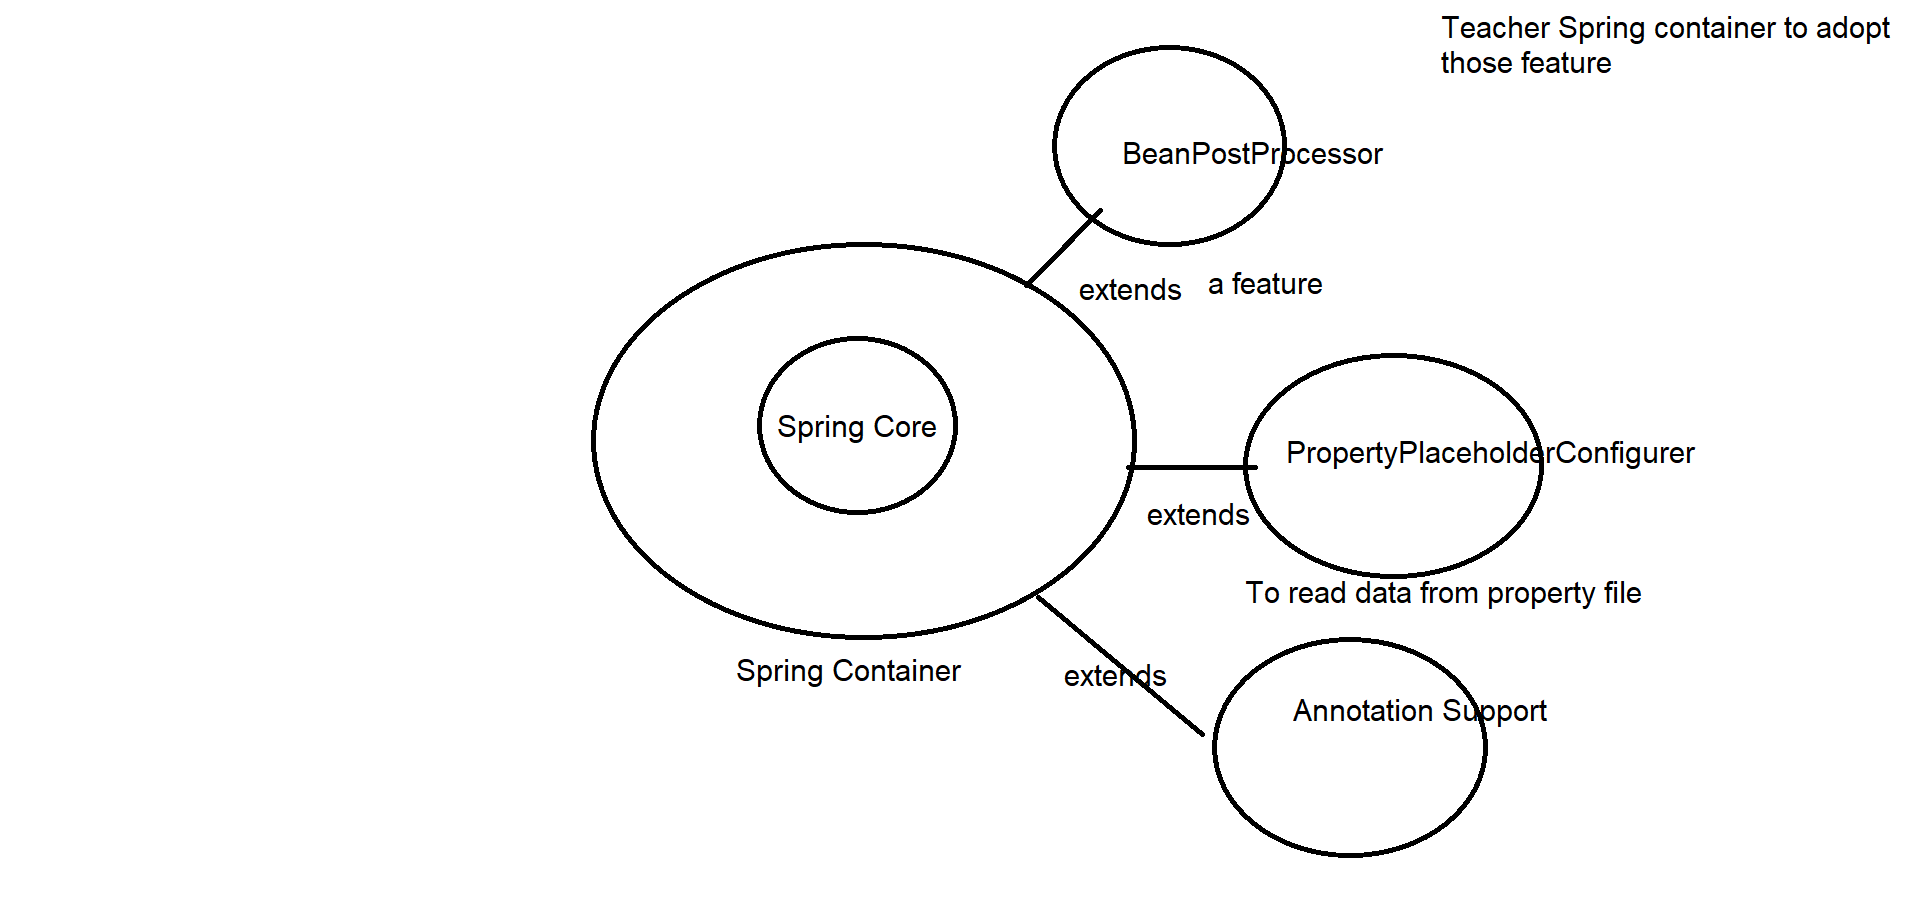 Teacher Spring container to adopt
those feature
BeanPostProcessor
extends a feature
Spring Core
PropertyPlaceholderConfigurer
extends
To read data from property file
Spring Container
extends
Annotation Support